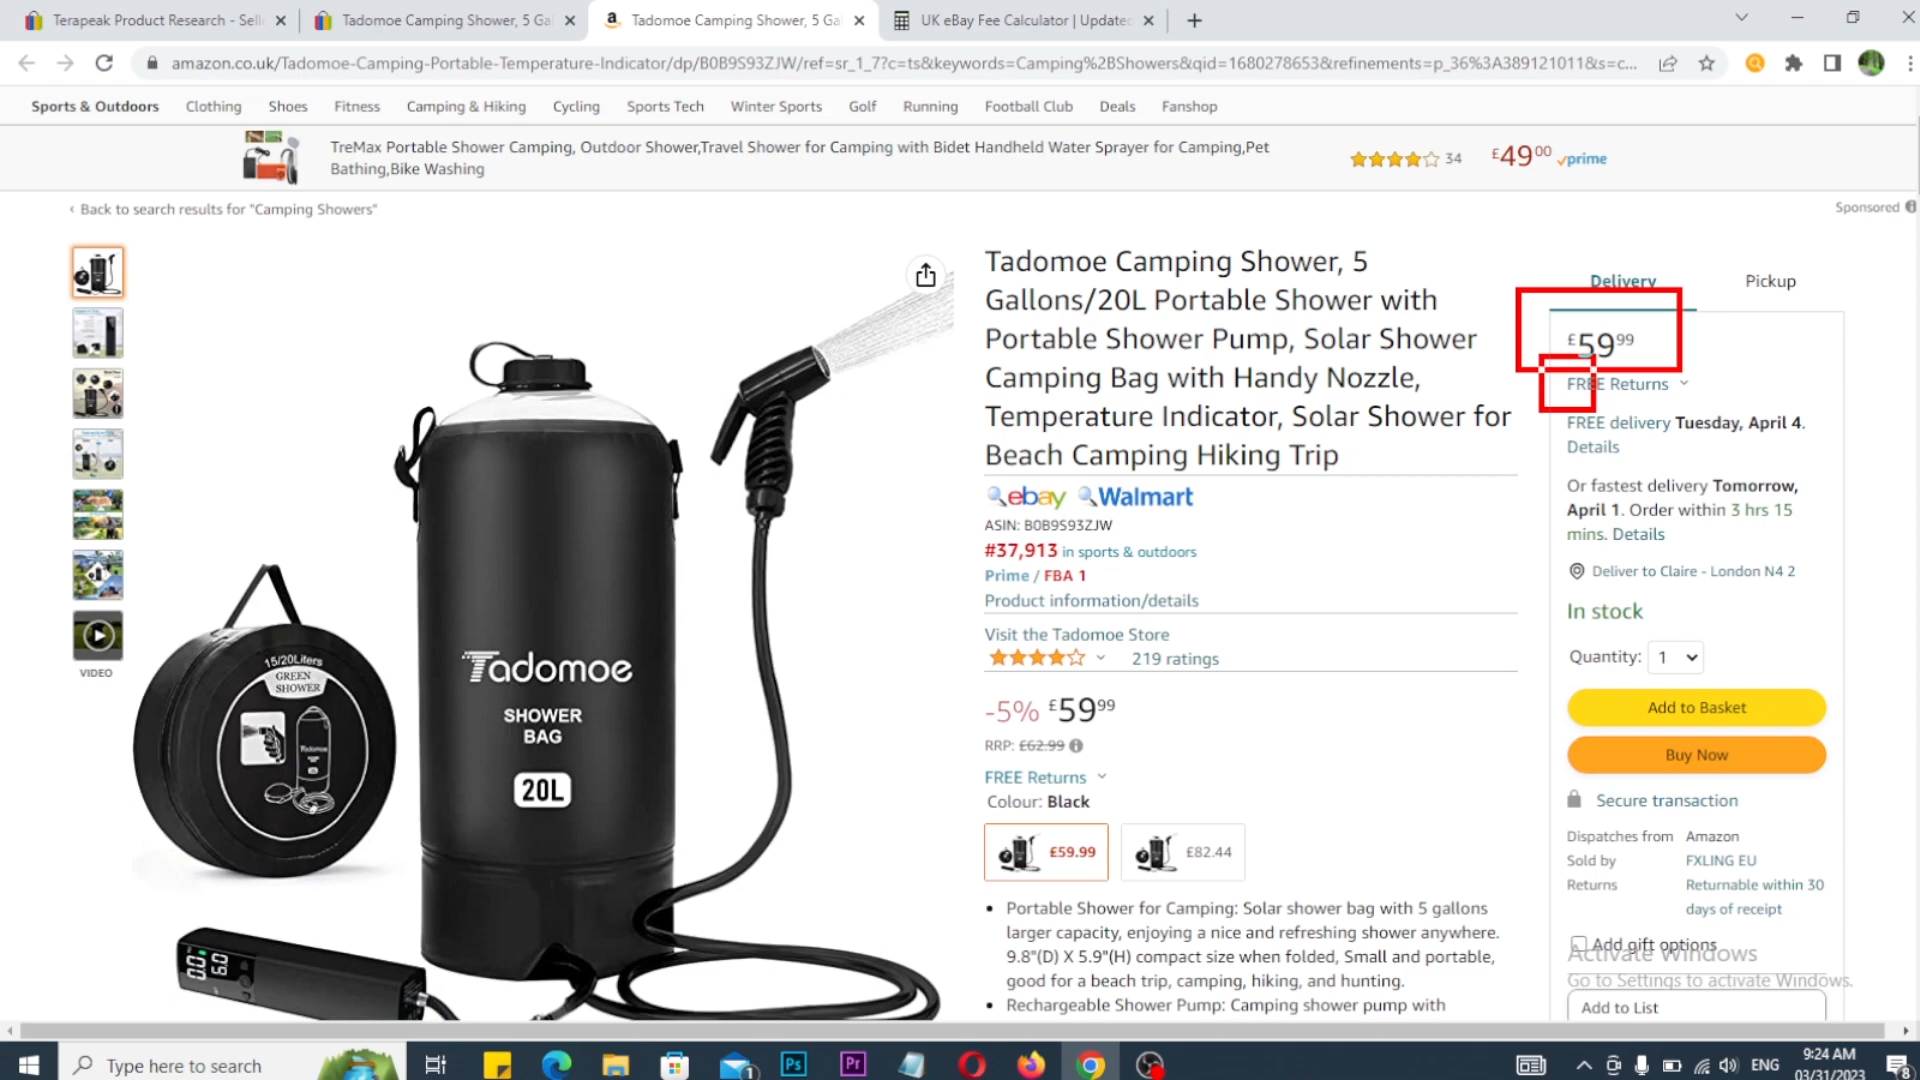 Terapeak Product Research - Sell
Tadomoe Camping Shower, 5 Gal
Tadomoe Camping Shower, 5 Gal
UK eBay Fee Calculator | Updated
amazon.co.uk/Tadomoe-Camping-Portable-Temperature-Indicator/dp/B0B9S93ZJW/ref=sr_1_7?c=ts&keywords=Camping%2BShowers&qid=1680278653&refinements=p_36%3A389121011&s=c...
Sports & Outdoors Clothing Shoes Fitness Camping & Hiking Cycling Sports Tech Winter Sports Golf Running Football Club Deals Fanshop
TreMax Portable Shower Camping, Outdoor Shower,Travel Shower for Camping with Bidet Handheld Water Sprayer for Camping,Pet
Bathing,Bike Washing
34
£49 00
prime
‹ Back to search results for "Camping Showers"
Sponsored
VIDEO
15/20Liters
GREEN
SHOWER
Tadomoe
Tadomoe
SHOWER
BAG
20L
0.0 6.0
Tadomoe Camping Shower, 5
Gallons/20L Portable Shower with
Portable Shower Pump, Solar Shower
Camping Bag with Handy Nozzle,
Temperature Indicator, Solar Shower for
Beach Camping Hiking Trip
ebay Walmart
ASIN: B0B9S93ZJW
#37,913 in sports & outdoors
Prime / FBA 1
Product information/details
Visit the Tadomoe Store
219 ratings
-5% £59 99
RRP: £62.99
FREE Returns
Colour: Black
£59.99
£82.44
• Portable Shower for Camping: Solar shower bag with 5 gallons
larger capacity, enjoying a nice and refreshing shower anywhere.
9.8"(D) X 5.9"(H) compact size when folded, Small and portable,
good for a beach trip, camping, hiking, and hunting.
• Rechargeable Shower Pump: Camping shower pump with
Delivery
Pickup
£59 99
FREE Returns
FREE delivery Tuesday, April 4.
Details
Or fastest delivery Tomorrow,
April 1. Order within 3 hrs 15
mins. Details
Deliver to Claire - London N4 2
In stock
Quantity: 1
Add to Basket
Buy Now
Secure transaction
Dispatches from Amazon
Sold by FXLING EU
Returns Returnable within 30
days of receipt
Add gift options
Activate Windows
Go to Settings to activate Windows.
Add to List
Type here to search
1
Ps
Pr
ENG
9:24 AM
03/31/2023
8